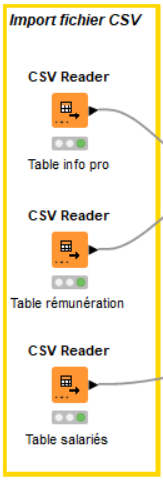 Import fichier CSV
CSV Reader
Table info pro
CSV Reader
Table rémunération
CSV Reader
Table salariés